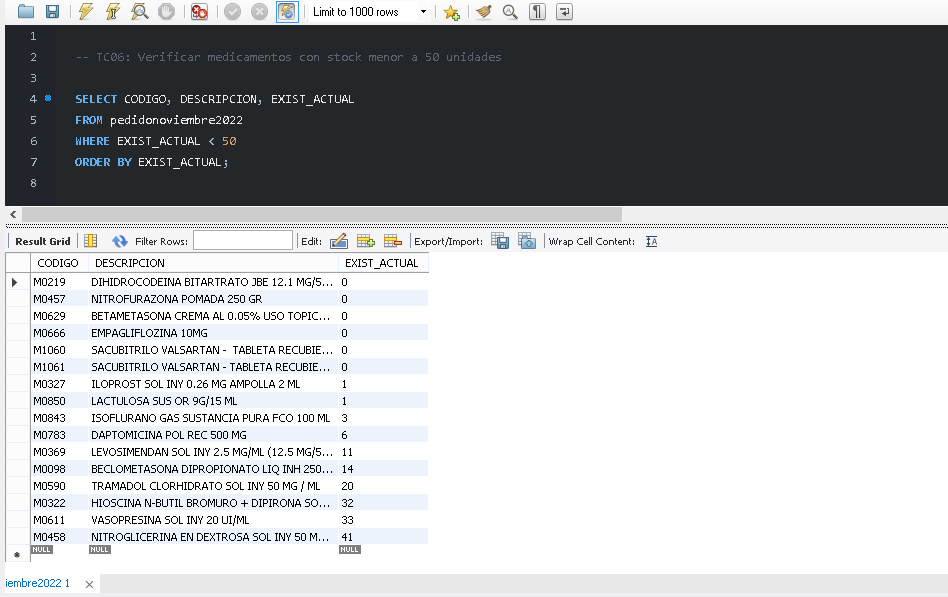 Limit to 1000 rows
1
2 -- TC06: Verificar medicamentos con stock menor a 50 unidades
3
4 SELECT CODIGO, DESCRIPCION, EXIST_ACTUAL
5 FROM pedidonoviembre2022
6 WHERE EXIST_ACTUAL < 50
7 ORDER BY EXIST_ACTUAL;
8
Result Grid Filter Rows: Edit: Export/Import: Wrap Cell Content: IA
CODIGO DESCRIPCION EXIST_ACTUAL
M0219 DIHIDROCODEINA BITARTRATO JBE 12.1 MG/5... 0
M0457 NITROFURAZONA POMADA 250 GR 0
M0629 BETAMETASONA CREMA AL 0.05% USO TOPIC... 0
M0666 EMPAGLIFLOZINA 10MG 0
M1060 SACUBITRILO VALSARTAN - TABLETA RECUBIE... 0
M1061 SACUBITRILO VALSARTAN - TABLETA RECUBIE... 0
M0327 ILOPROST SOL INY 0.26 MG AMPOLLA 2 ML 1
M0850 LACTULOSA SUS OR 9G/15 ML 1
M0843 ISOFLURANO GAS SUSTANCIA PURA FCO 100 ML 3
M0783 DAPTOMICINA POL REC 500 MG 6
M0369 LEVOSIMENDAN SOL INY 2.5 MG/ML (12.5 MG/5... 11
M0098 BECLOMETASONA DIPROPIONATO LIQ INH 250... 14
M0590 TRAMADOL CLORHIDRATO SOL INY 50 MG / ML 20
M0322 HIOSCINA N-BUTIL BROMURO + DIPIRONA SO... 32
M0611 VASOPRESINA SOL INY 20 UI/ML 33
M0458 NITROGLICERINA EN DEXTROSA SOL INY 50 M... 41
NULL NULL NULL
iembre2022 1